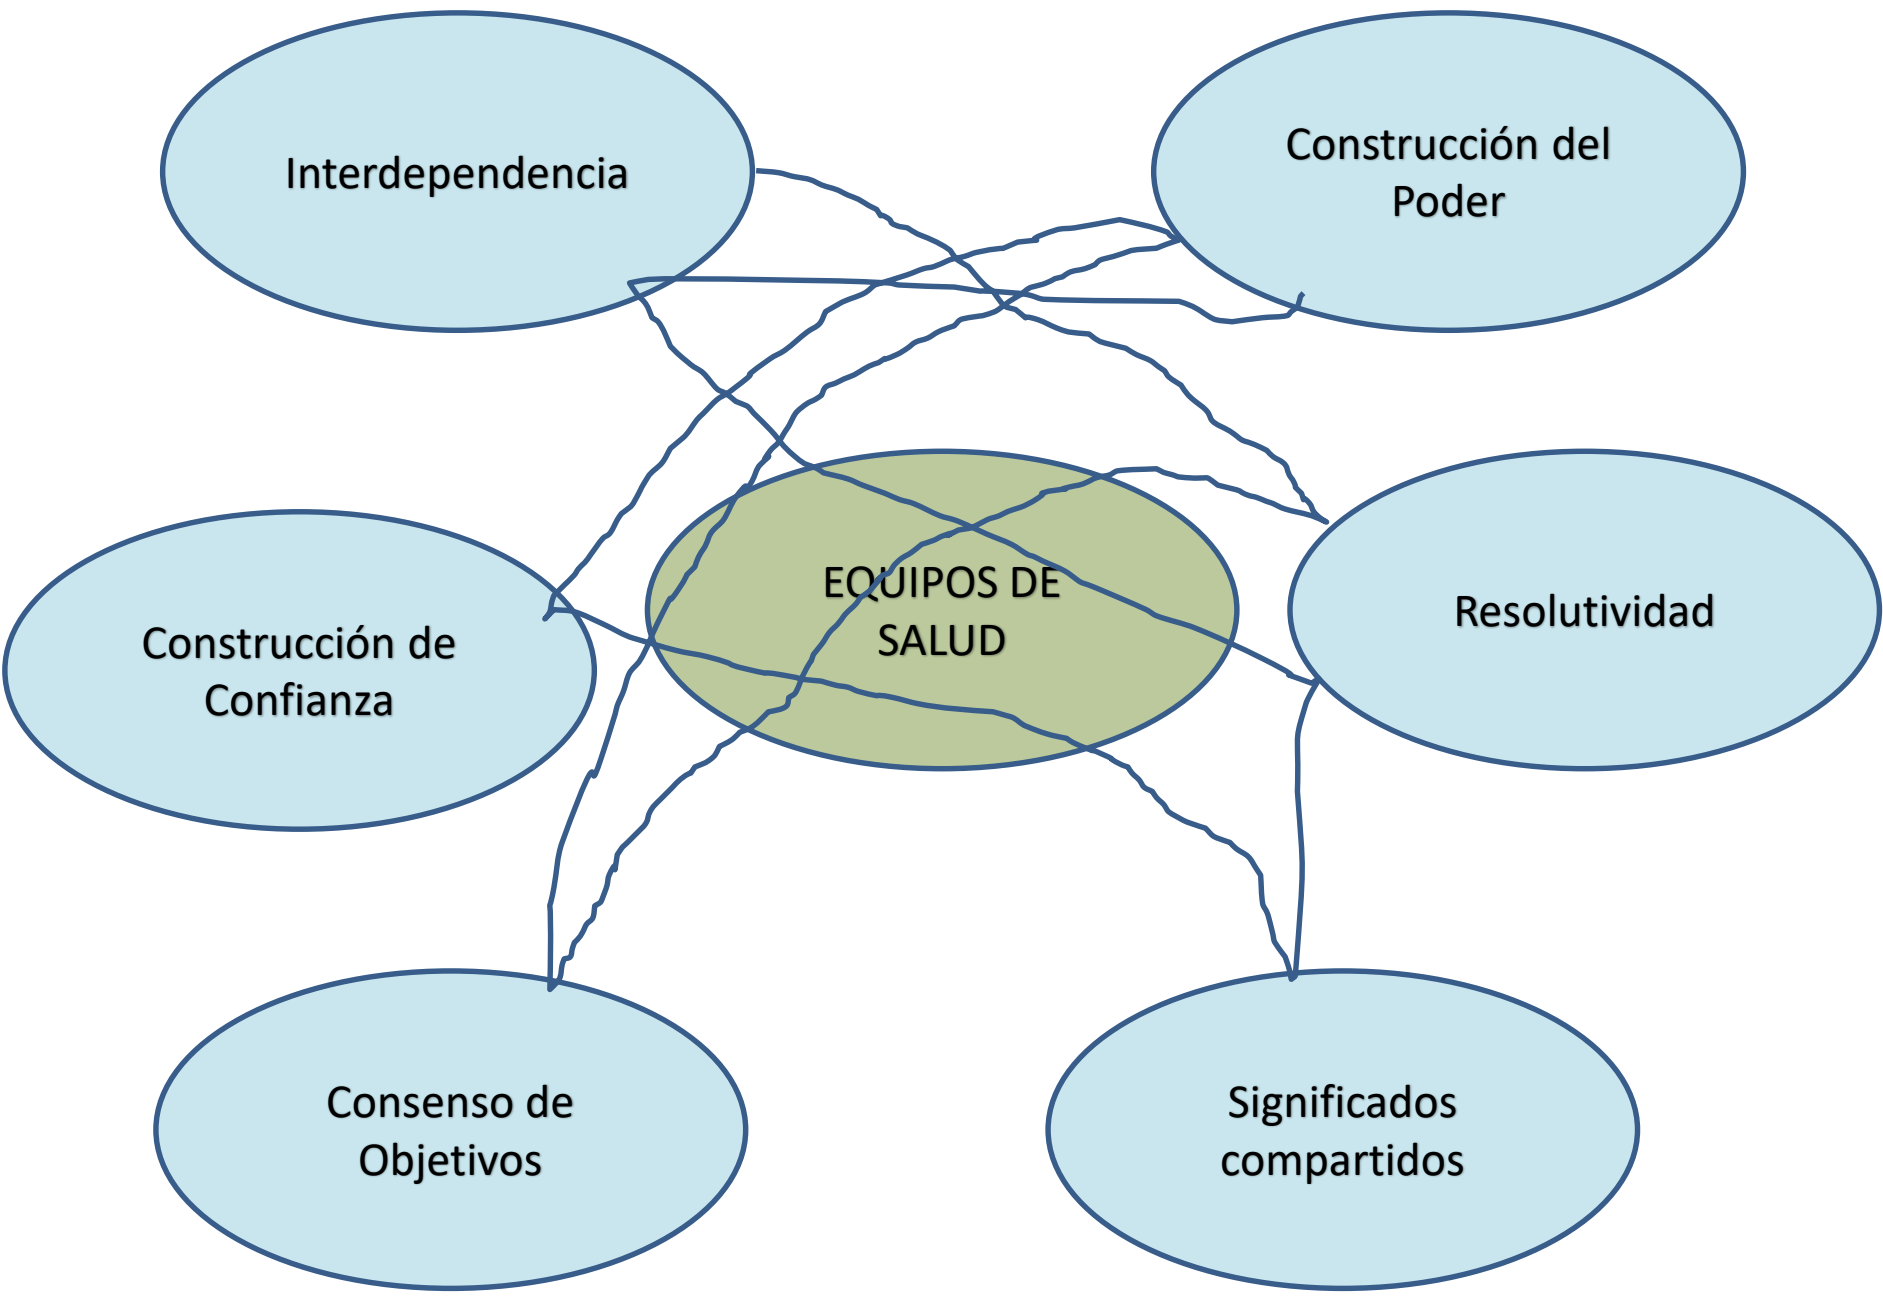 Interdependencia
Construcción del
Poder
EQUIPOS DE
SALUD
Resolutividad
Construcción de
Confianza
Consenso de
Objetivos
Significados
compartidos